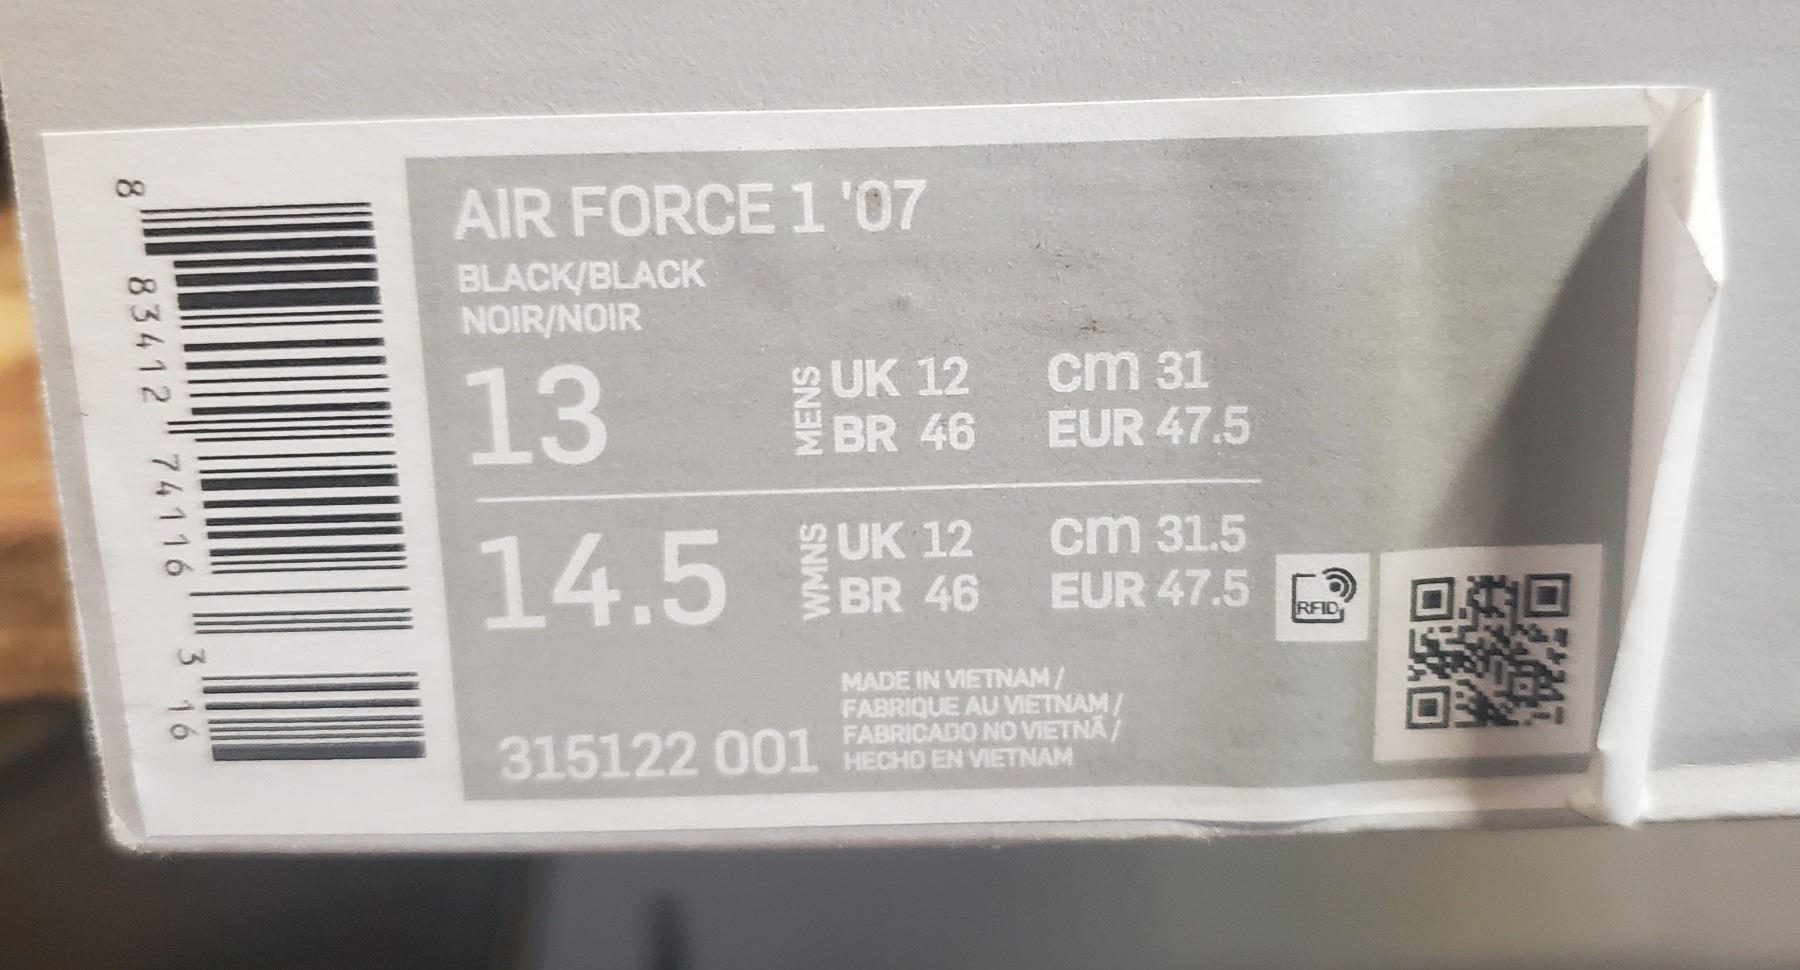 8 83412 74116 3 16
AIR FORCE 1 '07
BLACK/BLACK
NOIR/NOIR
13 MENS UK 12 CM 31
BR 46 EUR 47.5
14.5 WMNS UK 12 CM 31.5
BR 46 EUR 47.5
RFID
315122 001
MADE IN VIETNAM /
FABRIQUE AU VIETNAM /
FABRICADO NO VIETNÃ /
HECHO EN VIETNAM